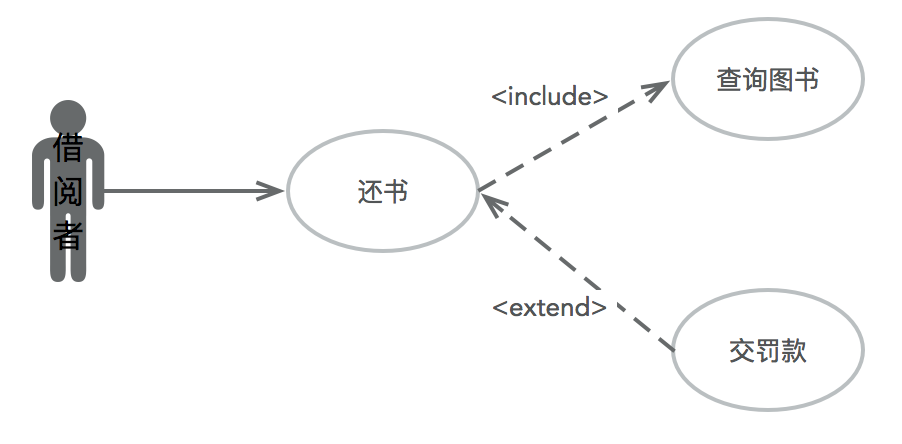 借
阅
者
还书
<include>
查询图书
<extend>
交罚款